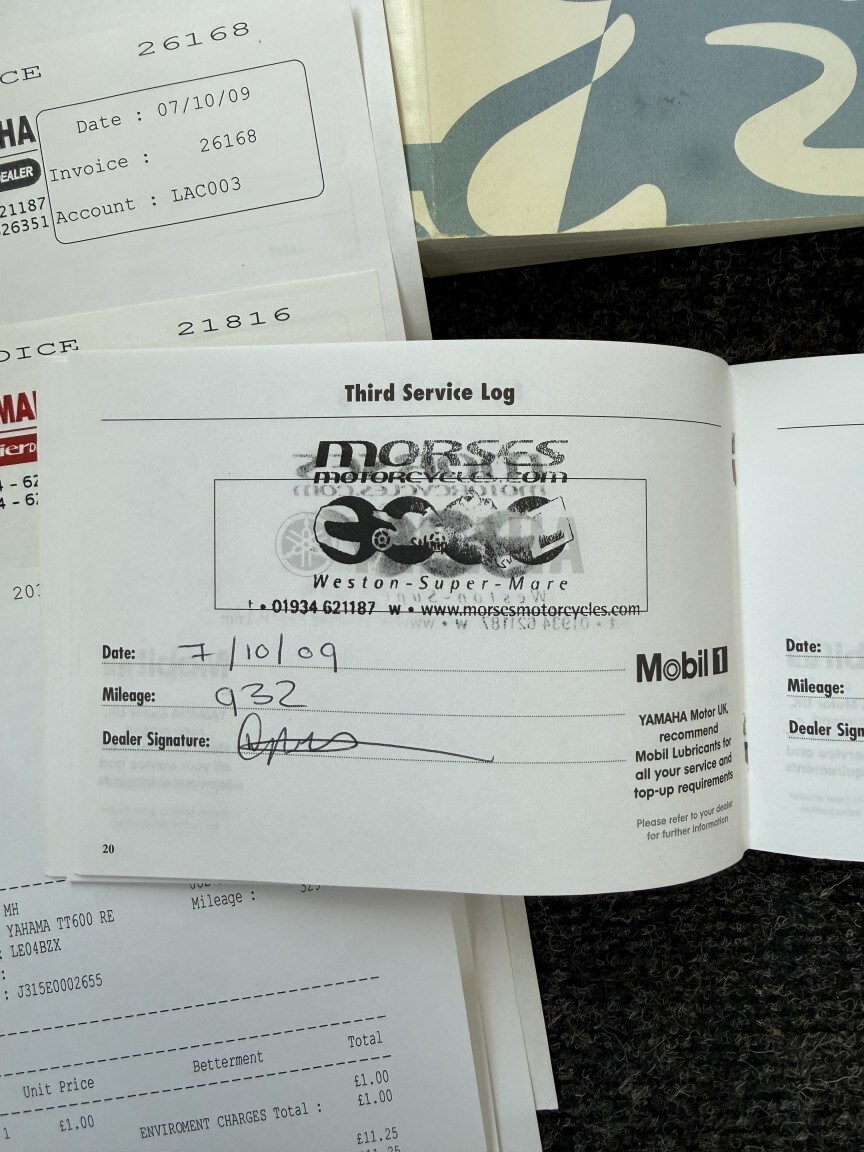 26168
CE
Date : 07/10/09
Invoice : 26168
Account : LAC003
HA
EALER
21187
26351
21816
OICE
MA
ier
Third Service Log
MORSES
MOTORCYCLES.COM
Weston-Super-Mare
t • 01934 621187 w • www.morsesmotorcycles.com
Date: 7/10/09
Mileage: 932
Dealer Signature:
Mobil 1
YAMAHA Motor UK,
recommend
Mobil Lubricants for
all your service and
top-up requirements
Please refer to your dealer
for further information
20
Date:
Mileage:
Dealer Sign
Mileage :
MH
YAHAMA TT600 RE
: LE04BZX
:
: J315E0002655
Unit Price Betterment Total
£1.00
1 £1.00 ENVIROMENT CHARGES Total : £1.00
£11.25